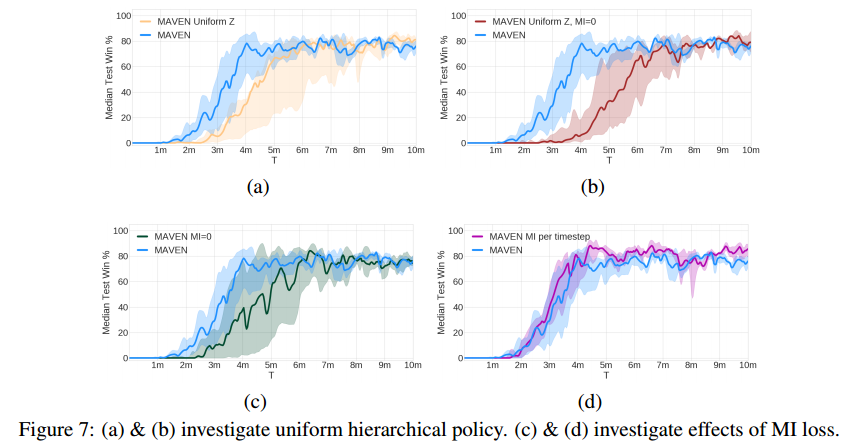 100
80
60
40
20
0
Median Test Win %
MAVEN Uniform Z
MAVEN
1m 2m 3m 4m 5m 6m 7m 8m 9m 10m
T
(a)
100
80
60
40
20
0
Median Test Win %
MAVEN Uniform Z, MI=0
MAVEN
1m 2m 3m 4m 5m 6m 7m 8m 9m 10m
T
(b)
100
80
60
40
20
0
Median Test Win %
MAVEN MI=0
MAVEN
1m 2m 3m 4m 5m 6m 7m 8m 9m 10m
T
(c)
100
80
60
40
20
0
Median Test Win %
MAVEN MI per timestep
MAVEN
1m 2m 3m 4m 5m 6m 7m 8m 9m 10m
T
(d)
Figure 7: (a) & (b) investigate uniform hierarchical policy. (c) & (d) investigate effects of MI loss.